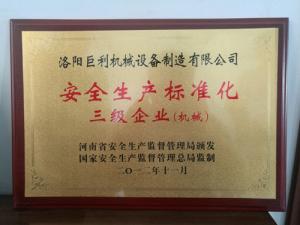 洛阳巨利机械设备制造有限公司
安全生产标准化
三级企业(机械)
河南省安全生产监督管理局颁发
国家安全生产监督管理总局监制
二〇一二年十一月